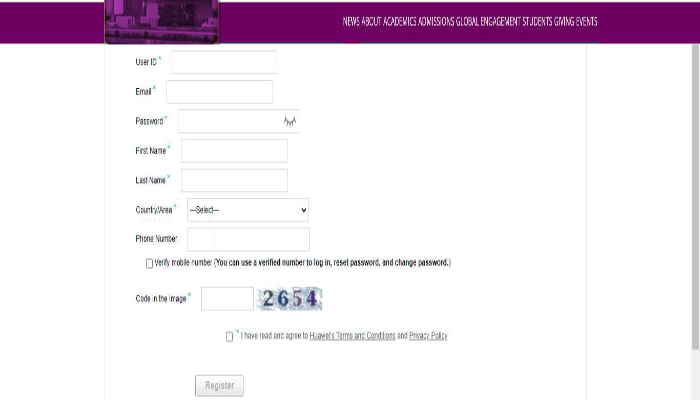 NEWS ABOUT ACADEMICS ADMISSIONS GLOBAL ENGAGEMENT STUDENTS GIVING EVENTS
User ID *
Email *
Password *
First Name *
Last Name *
Country/Area * ---Select---
Phone Number
Verify mobile number (You can use a verified number to log in, reset password, and change password.)
Code in the image * 2654
* I have read and agree to Huawei's Terms and Conditions and Privacy Policy
Register